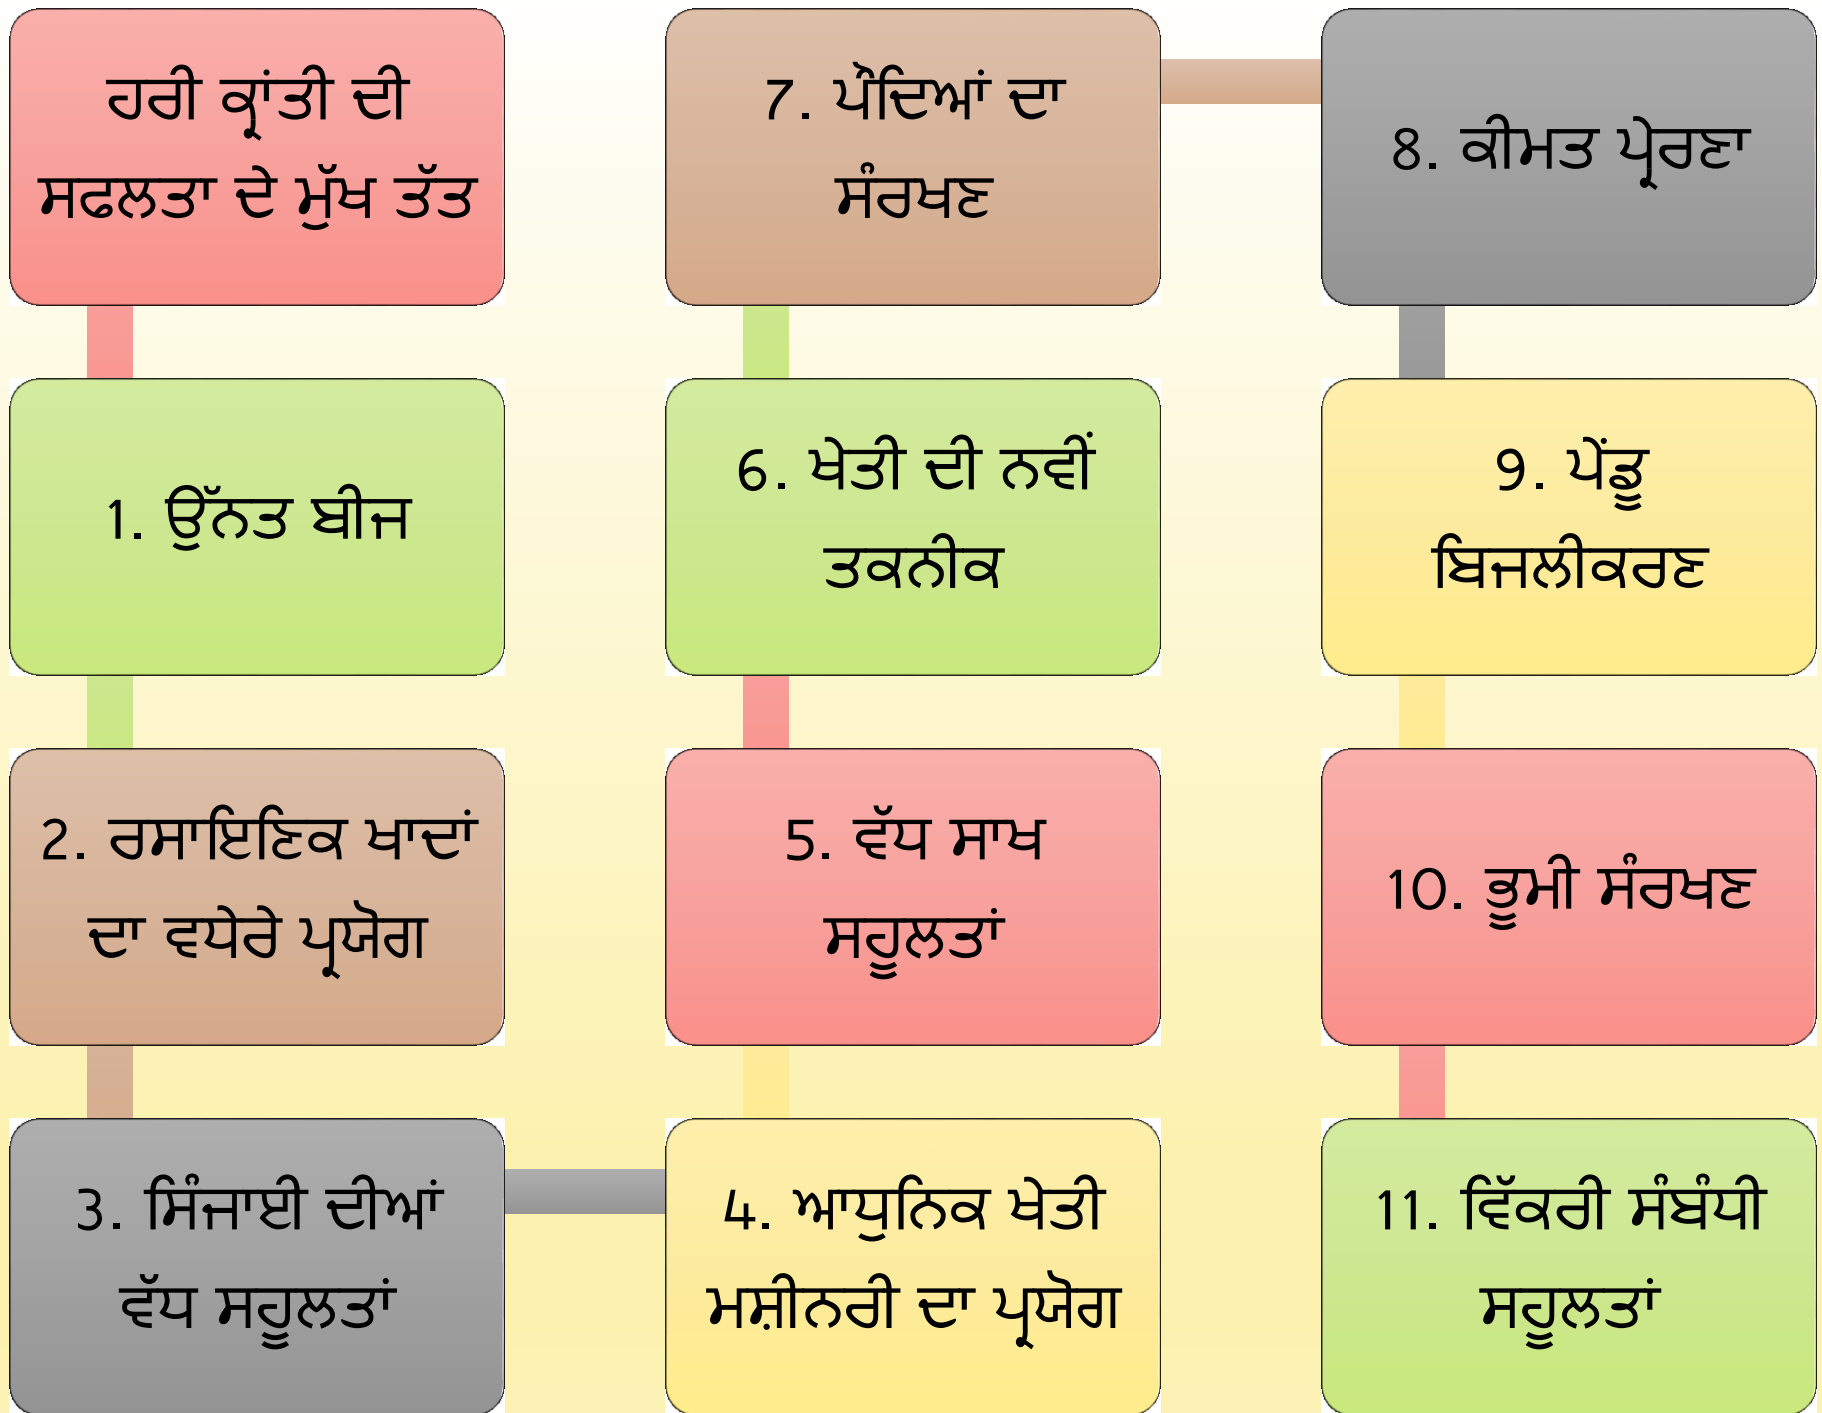 ਹਰੀ ਕ੍ਰਾਂਤੀ ਦੀ
ਸਫਲਤਾ ਦੇ ਮੁੱਖ ਤੱਤ
1. ਉੱਨਤ ਬੀਜ
2. ਰਸਾਇਣਿਕ ਖਾਦਾਂ
ਦਾ ਵਧੇਰੇ ਪ੍ਰਯੋਗ
3. ਸਿੰਜਾਈ ਦੀਆਂ
ਵੱਧ ਸਹੂਲਤਾਂ
4. ਆਧੁਨਿਕ ਖੇਤੀ
ਮਸ਼ੀਨਰੀ ਦਾ ਪ੍ਰਯੋਗ
5. ਵੱਧ ਸਾਖ
ਸਹੂਲਤਾਂ
6. ਖੇਤੀ ਦੀ ਨਵੀਂ
ਤਕਨੀਕ
7. ਪੌਦਿਆਂ ਦਾ
ਸੰਰਖਣ
8. ਕੀਮਤ ਪ੍ਰੇਰਣਾ
9. ਪੇਂਡੂ
ਬਿਜਲੀਕਰਣ
10. ਭੂਮੀ ਸੰਰਖਣ
11. ਵਿੱਕਰੀ ਸੰਬੰਧੀ
ਸਹੂਲਤਾਂ